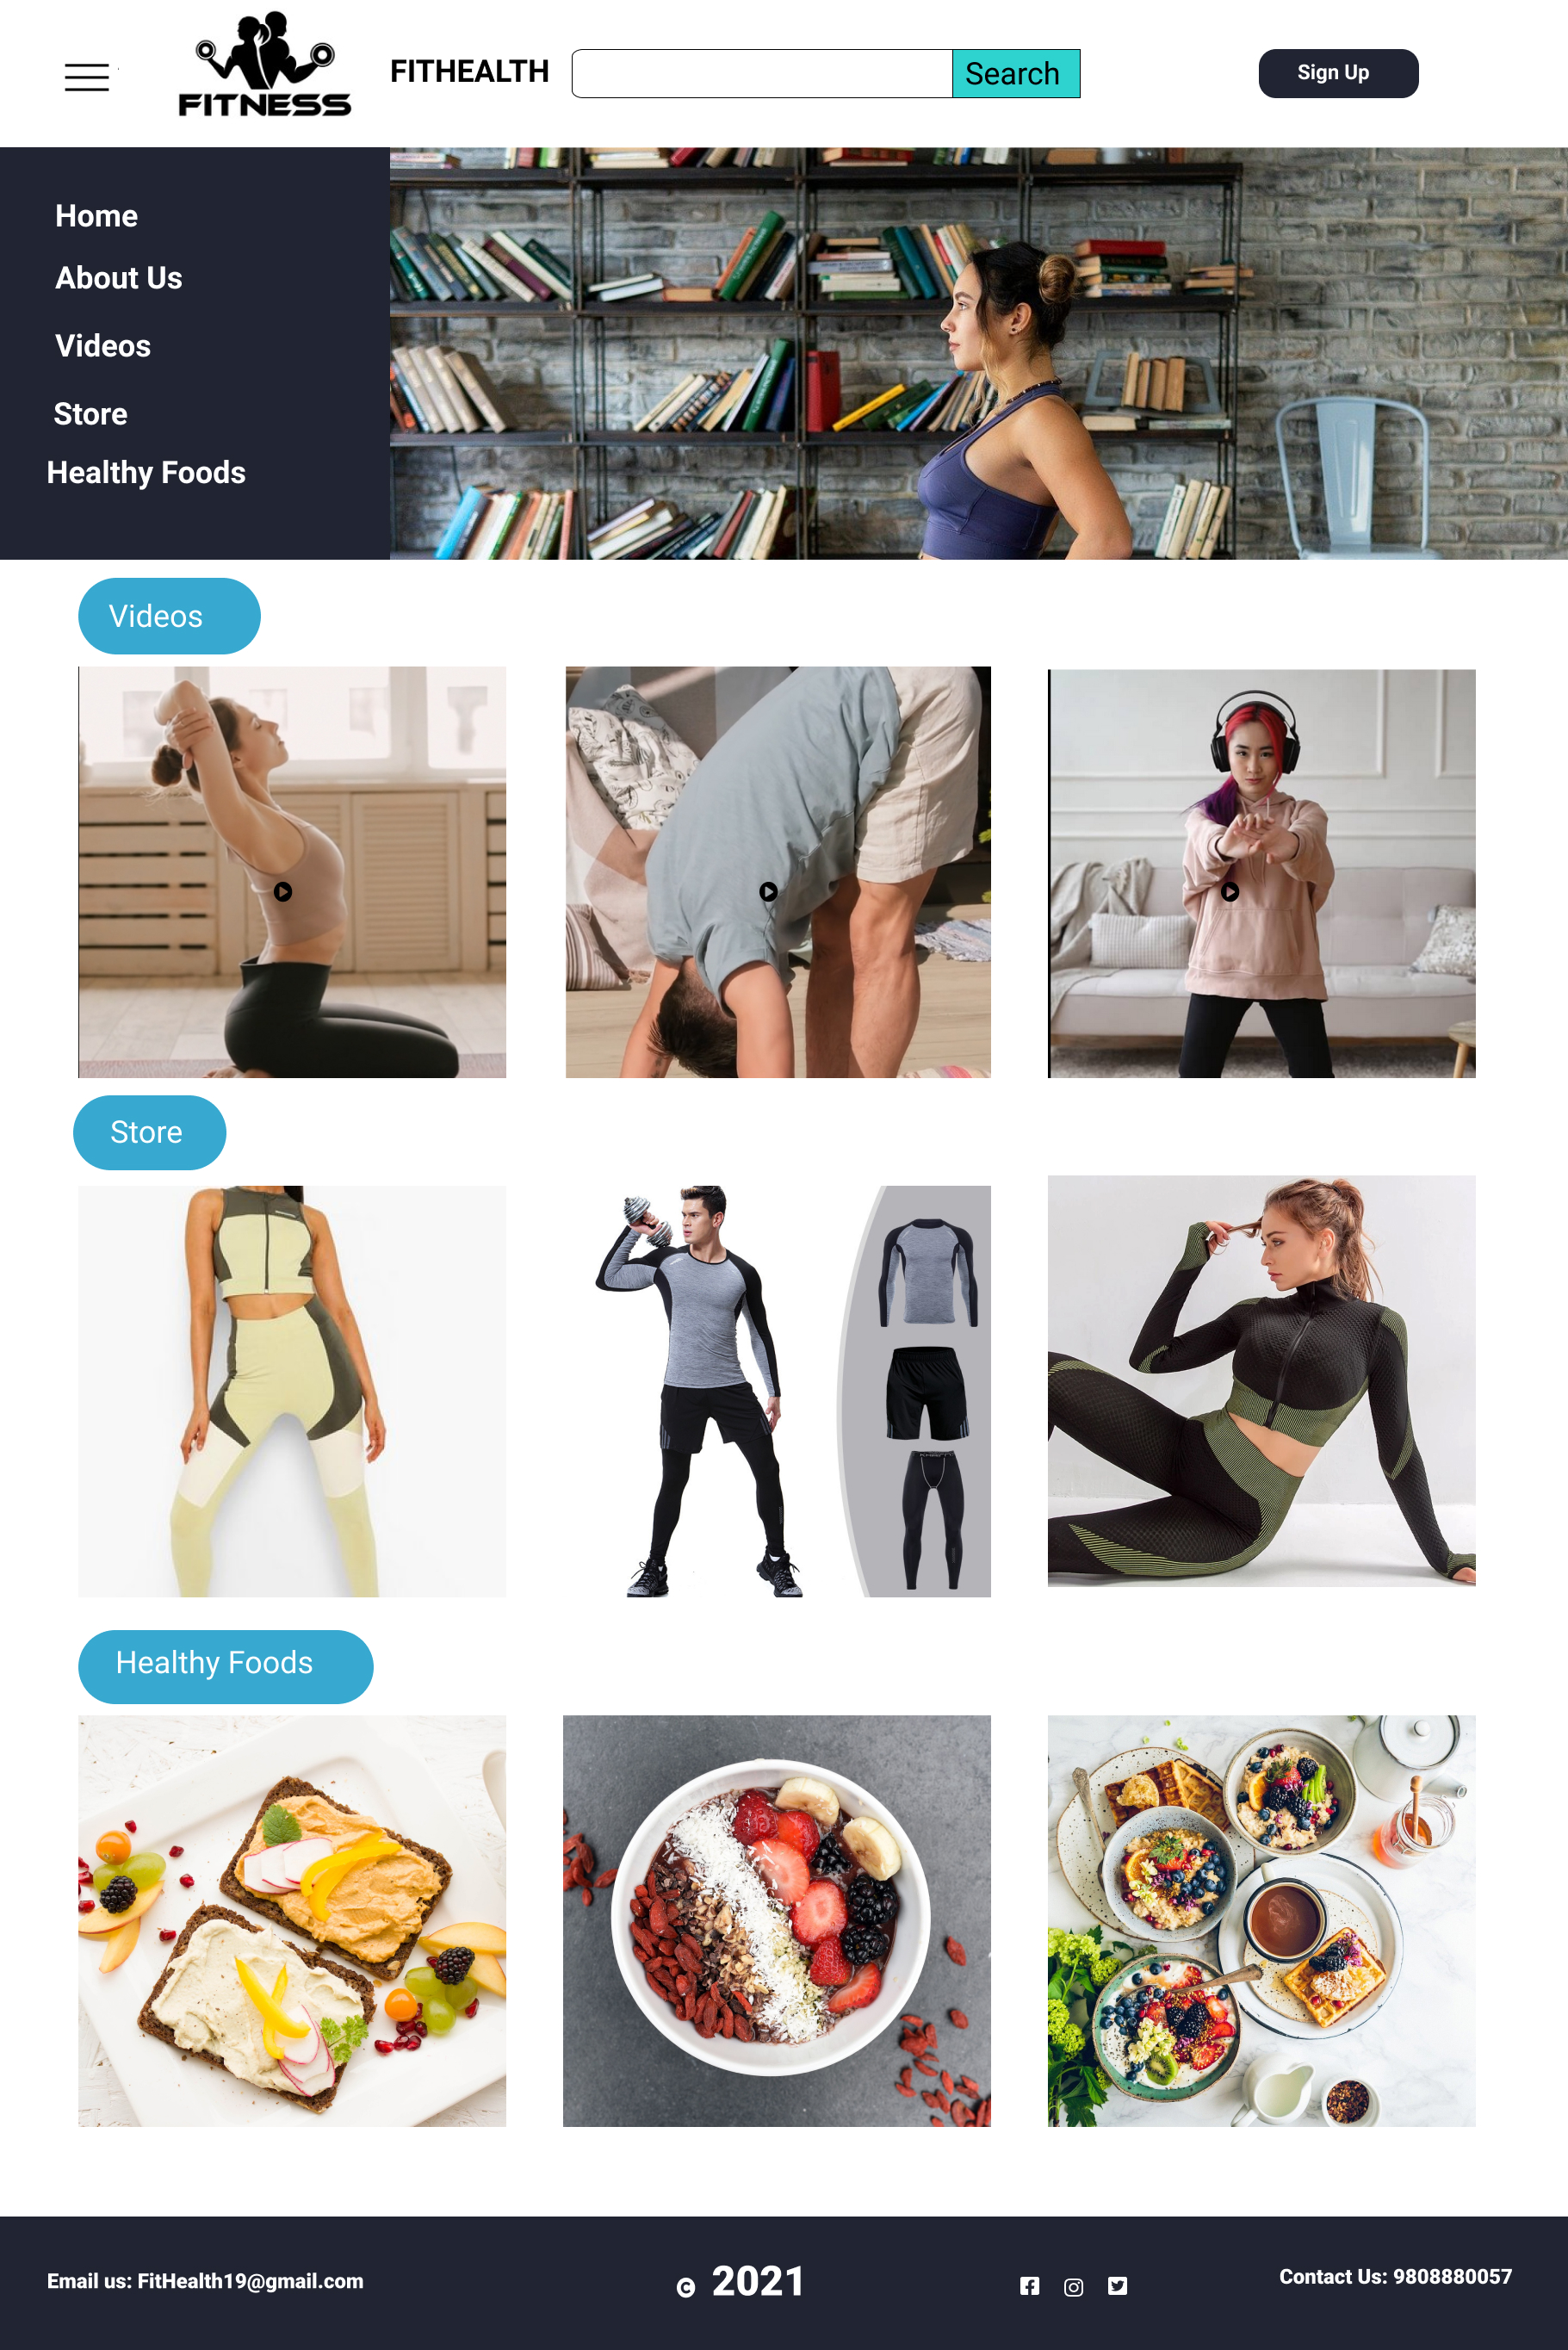 FITNESS
FITHEALTH
Search
Sign Up
Home
About Us
Videos
Store
Healthy Foods
Videos
Store
Healthy Foods
Email us: FitHealth19@gmail.com
© 2021
Contact Us: 9808880057